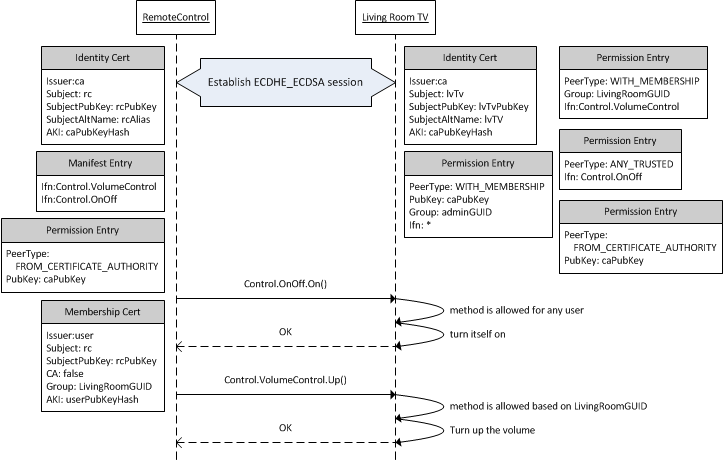 RemoteControl
Living Room TV
Identity Cert
Issuer:ca
Subject: rc
SubjectPubKey: rcPubKey
SubjectAltName: rcAlias
AKI: caPubKeyHash
Manifest Entry
Ifn:Control.VolumeControl
Ifn:Control.OnOff
Permission Entry
PeerType:
FROM_CERTIFICATE_AUTHORITY
PubKey: caPubKey
Membership Cert
Issuer:user
Subject: rc
SubjectPubKey: rcPubKey
CA: false
Group: LivingRoomGUID
AKI: userPubKeyHash
Establish ECDHE_ECDSA session
Identity Cert
Issuer:ca
Subject: lvTv
SubjectPubKey: lvTvPubKey
SubjectAltName: lvTV
AKI: caPubKeyHash
Permission Entry
PeerType: WITH_MEMBERSHIP
PubKey: caPubKey
Group: adminGUID
Ifn: *
Permission Entry
PeerType: WITH_MEMBERSHIP
Group: LivingRoomGUID
Ifn:Control.VolumeControl
Permission Entry
PeerType: ANY_TRUSTED
Ifn: Control.OnOff
Permission Entry
PeerType:
FROM_CERTIFICATE_AUTHORITY
PubKey: caPubKey
Control.OnOff.On()
method is allowed for any user
OK
turn itself on
Control.VolumeControl.Up()
method is allowed based on LivingRoomGUID
OK
Turn up the volume